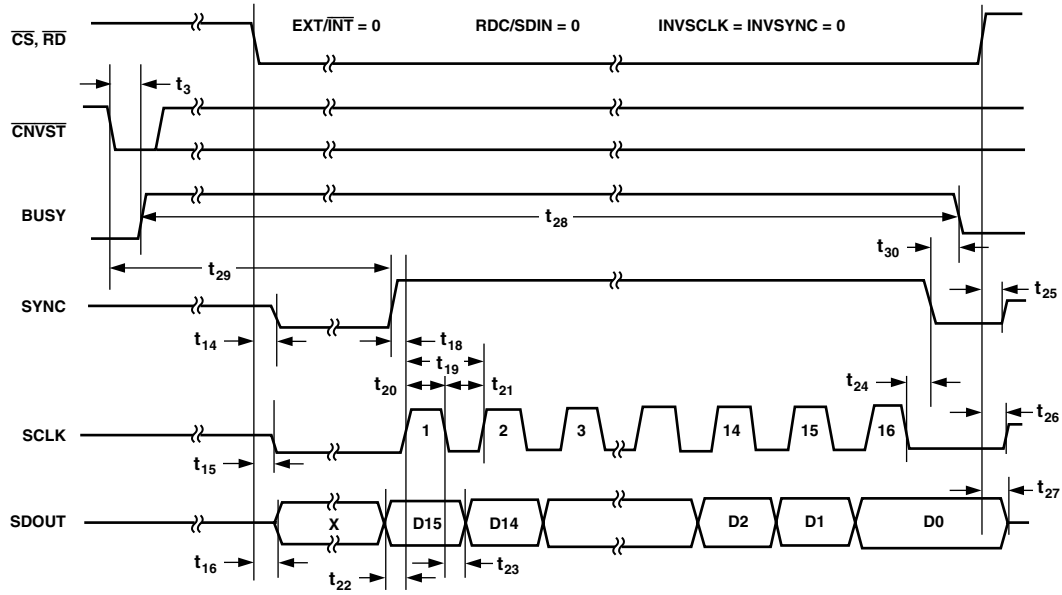 EXT/INT = 0 RDC/SDIN = 0 INVSCLK = INVSYNC = 0
CS, RD
t3
CNVST
BUSY
t28
t30
t29
t25
SYNC
t14
t18
t19
t20
t21
t24
t26
SCLK
1 2 3 14 15 16
t15
t27
SDOUT
X D15 D14 D2 D1 D0
t16
t22
t23